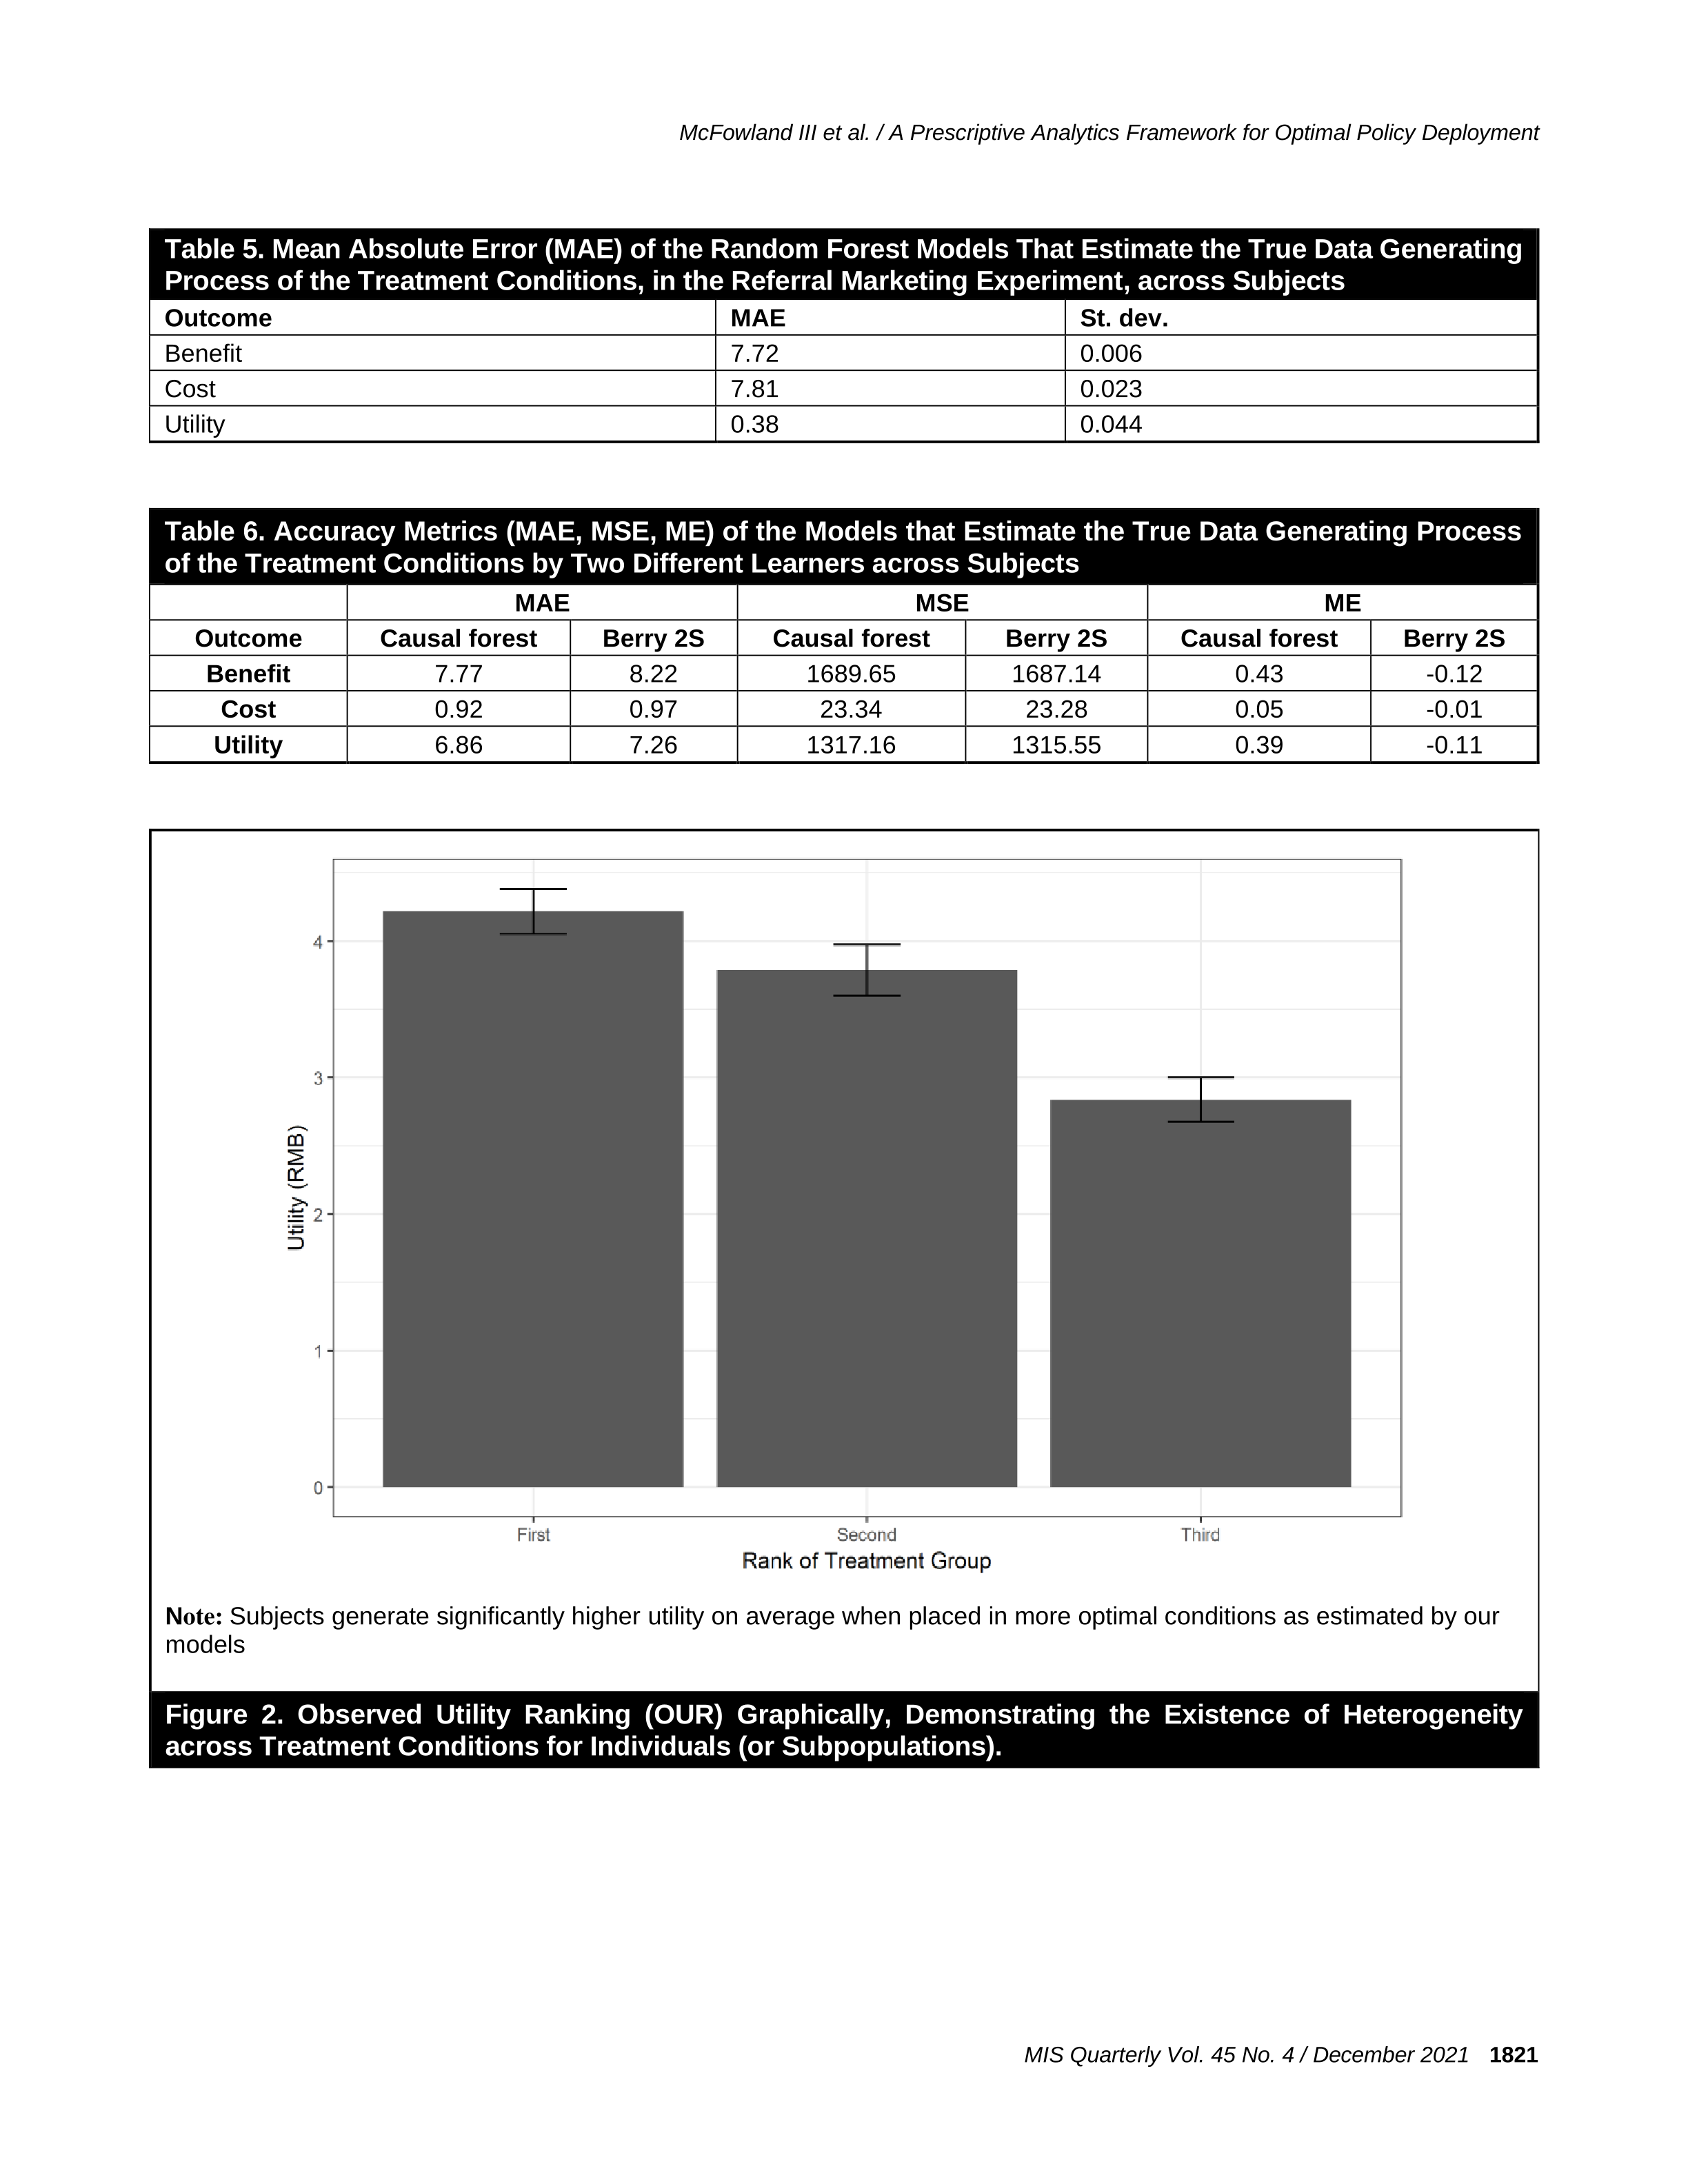 McFowland III et al. / A Prescriptive Analytics Framework for Optimal Policy Deployment
Table 5. Mean Absolute Error (MAE) of the Random Forest Models That Estimate the True Data Generating
Process of the Treatment Conditions, in the Referral Marketing Experiment, across Subjects
Outcome MAE St. dev.
Benefit 7.72 0.006
Cost 7.81 0.023
Utility 0.38 0.044
Table 6. Accuracy Metrics (MAE, MSE, ME) of the Models that Estimate the True Data Generating Process
of the Treatment Conditions by Two Different Learners across Subjects
MAE MSE ME
Outcome Causal forest Berry 2S Causal forest Berry 2S Causal forest Berry 2S
Benefit 7.77 8.22 1689.65 1687.14 0.43 -0.12
Cost 0.92 0.97 23.34 23.28 0.05 -0.01
Utility 6.86 7.26 1317.16 1315.55 0.39 -0.11
Utility (RMB)
4
3
2
1
0
First Second Third
Rank of Treatment Group
Note: Subjects generate significantly higher utility on average when placed in more optimal conditions as estimated by our
models
Figure 2. Observed Utility Ranking (OUR) Graphically, Demonstrating the Existence of Heterogeneity
across Treatment Conditions for Individuals (or Subpopulations).
MIS Quarterly Vol. 45 No. 4 / December 2021 1821